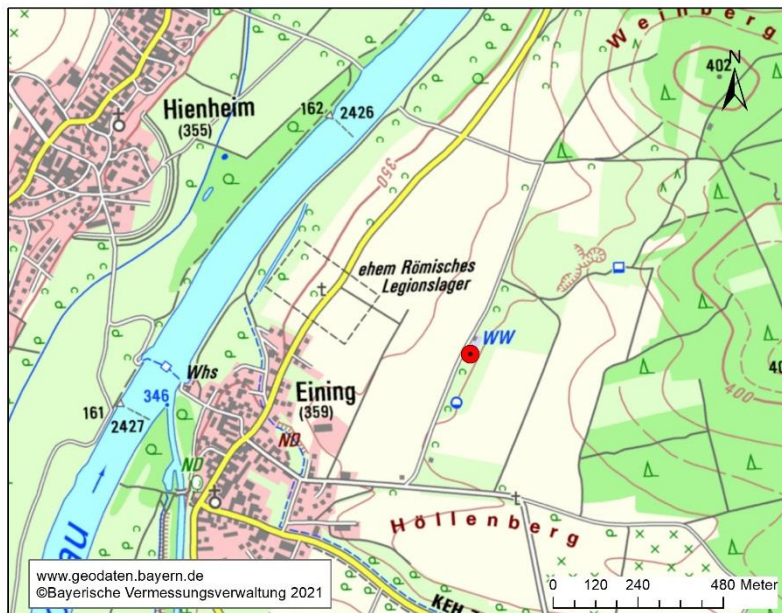 Weinberg
N
402
Hienheim
(355)
162
2426
350
ehem Römisches
Legionslager
WW
Whs
346
Eining
(359)
161
2427
ND
ND
400
Höllenberg
www.geodaten.bayern.de
©Bayerische Vermessungsverwaltung 2021
KEH
0 120 240 480 Meter